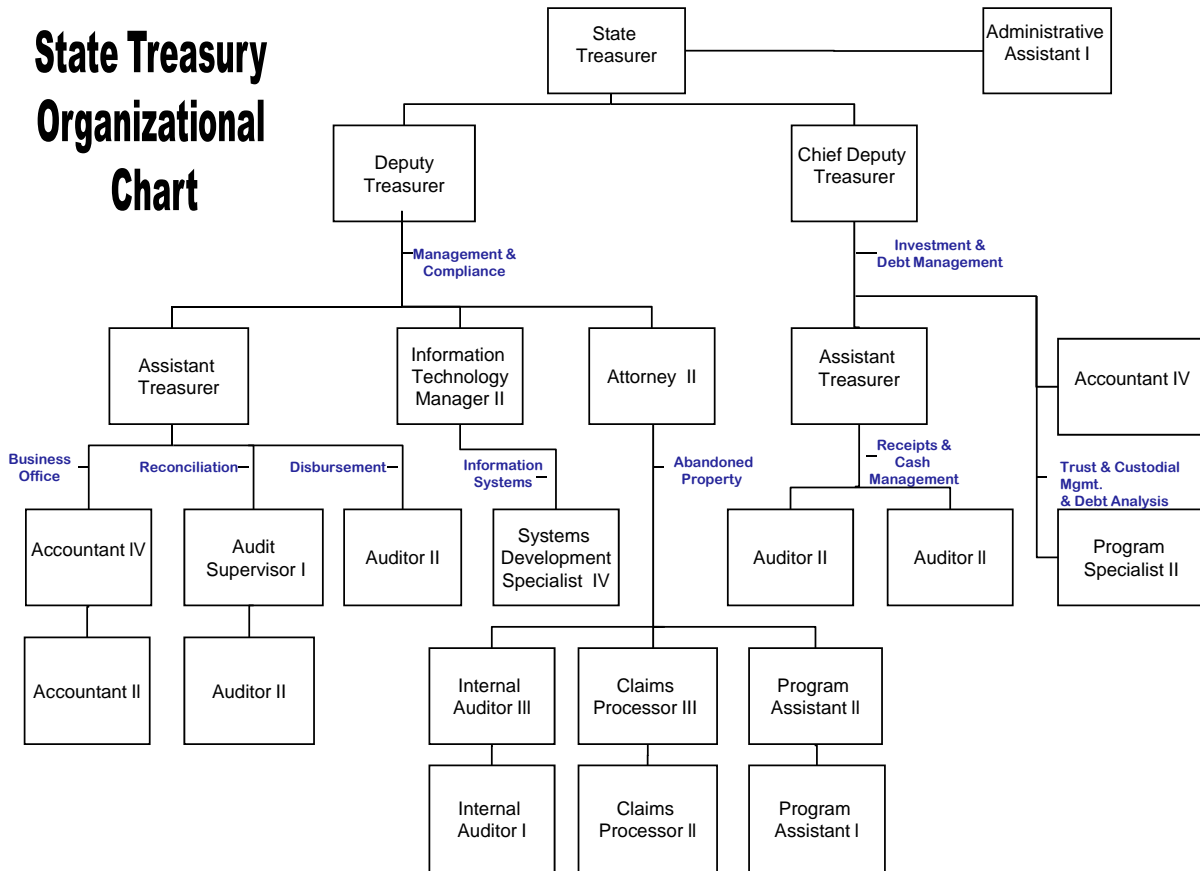 State Treasury
Organizational
Chart
State
Treasurer
Administrative
Assistant I
Deputy
Treasurer
Chief Deputy
Treasurer
Management &
Compliance
Investment &
Debt Management
Assistant
Treasurer
Information
Technology
Manager II
Attorney II
Assistant
Treasurer
Accountant IV
Business
Office
Reconciliation
Disbursement
Information
Systems
Abandoned
Property
Receipts &
Cash
Management
Trust & Custodial
Mgmt.
& Debt Analysis
Accountant IV
Audit
Supervisor I
Auditor II
Systems
Development
Specialist IV
Auditor II
Auditor II
Program
Specialist II
Accountant II
Auditor II
Internal
Auditor III
Claims
Processor III
Program
Assistant II
Internal
Auditor I
Claims
Processor II
Program
Assistant I